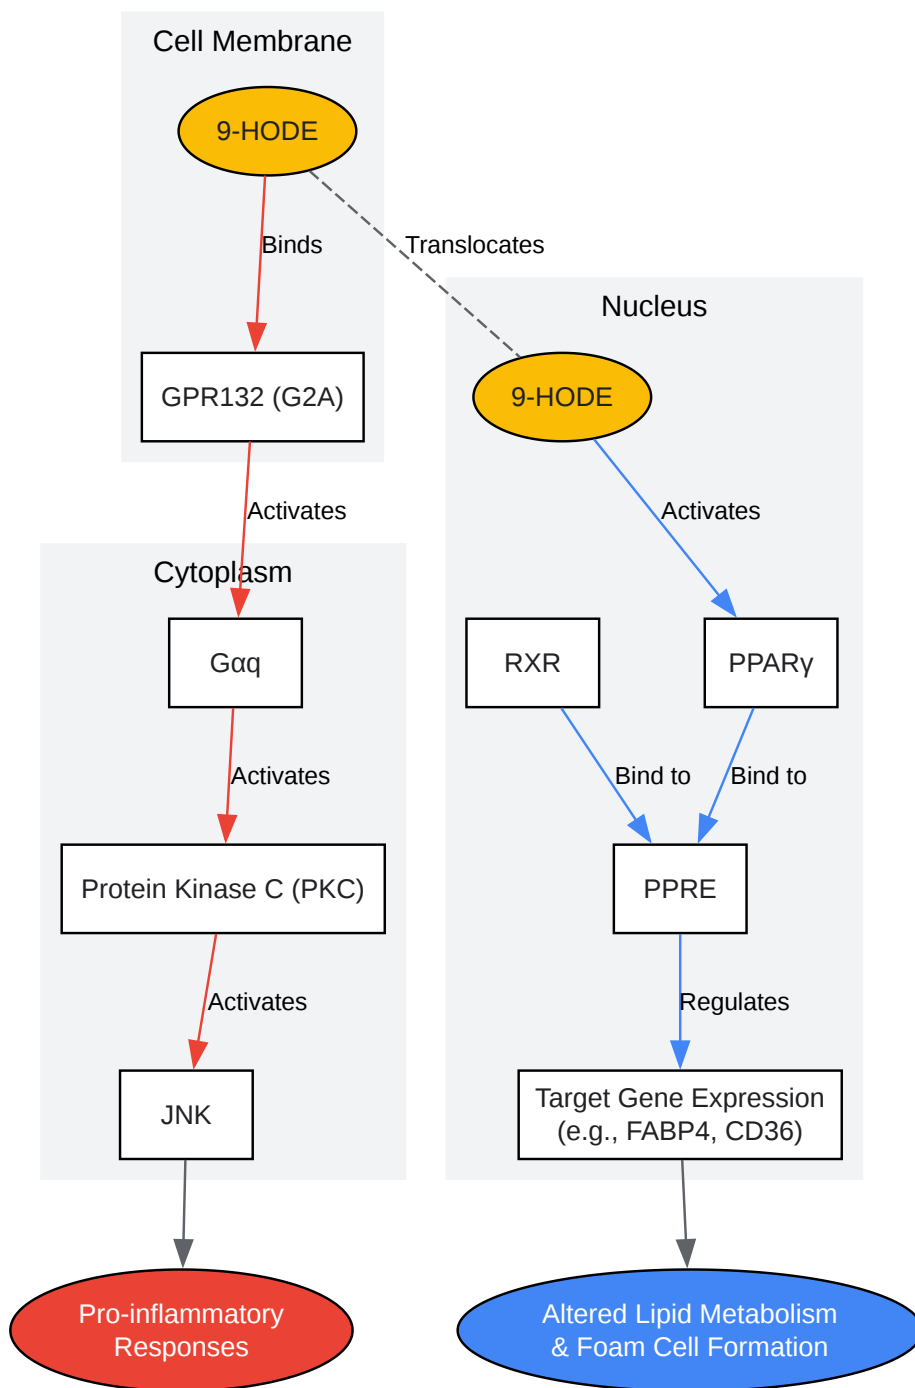 Cell Membrane
9-HODE
Binds
Translocates
Nucleus
GPR132 (G2A)
9-HODE
Activates
Activates
Cytoplasm
Gαq
RXR
PPARγ
Activates
Bind to
Bind to
Protein Kinase C (PKC)
PPRE
Activates
Regulates
JNK
Target Gene Expression
(e.g., FABP4, CD36)
Pro-inflammatory
Responses
Altered Lipid Metabolism
& Foam Cell Formation